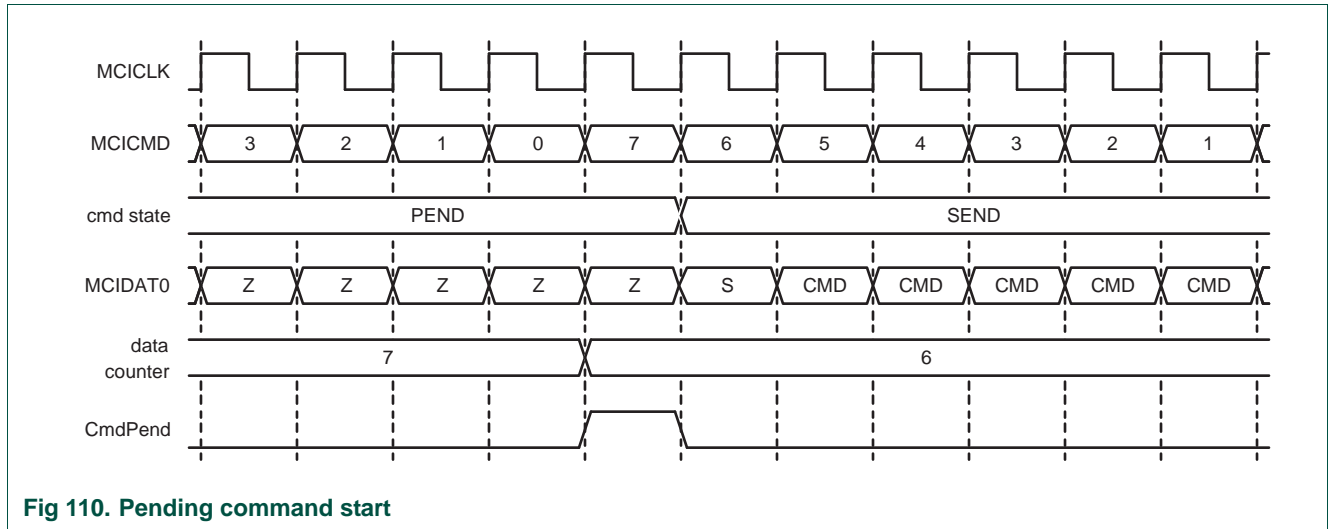 MCICLK
MCICMD 3 2 1 0 7 6 5 4 3 2 1
cmd state PEND SEND
MCIDAT0 Z Z Z Z Z S CMD CMD CMD CMD CMD
data
counter 7 6
CmdPend
Fig 110. Pending command start